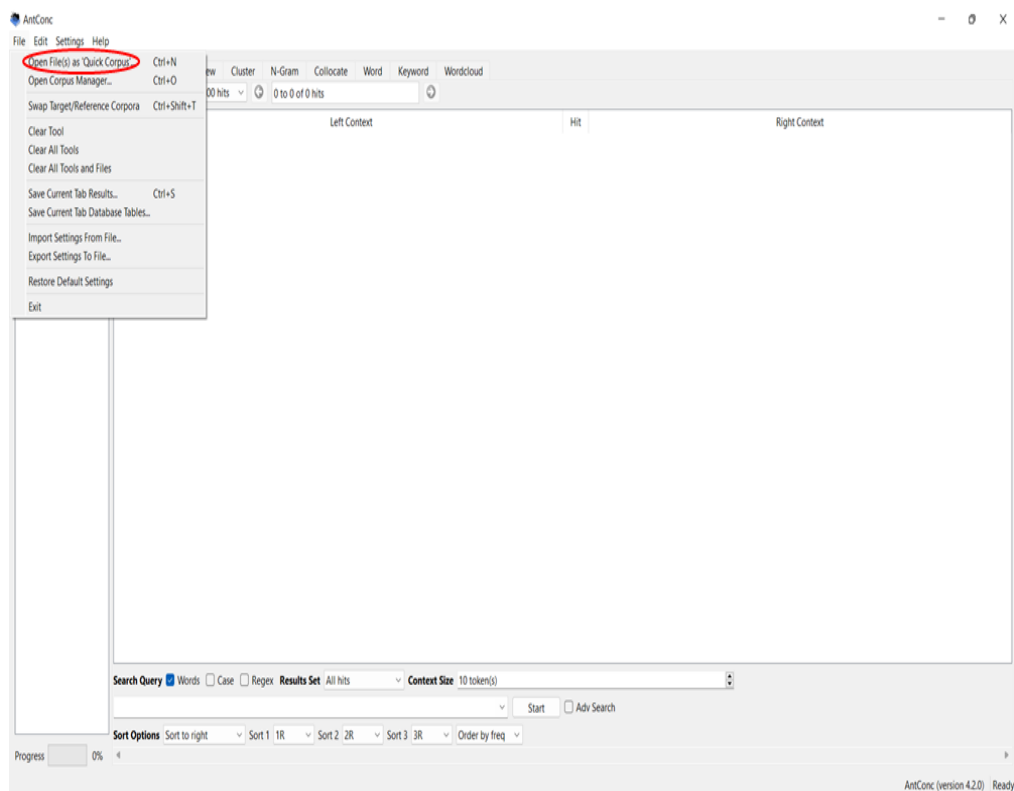 AntConc
File Edit Settings Help
Open File(s) as 'Quick Corpus'... Ctrl+N
Open Corpus Manager... Ctrl+O
Swap Target/Reference Corpora Ctrl+Shift+T
Clear Tool
Clear All Tools
Clear All Tools and Files
Save Current Tab Results... Ctrl+S
Save Current Tab Database Tables...
Import Settings From File...
Export Settings To File...
Restore Default Settings
Exit
ew Cluster N-Gram Collocate Word Keyword Wordcloud
00 hits 0 to 0 of 0 hits
Left Context Hit Right Context
Search Query Words Case Regex Results Set All hits Context Size 10 token(s)
Start Adv Search
Sort Options Sort to right Sort 1 1R Sort 2 2R Sort 3 3R Order by freq
Progress 0%
AntConc (version 4.2.0) Ready